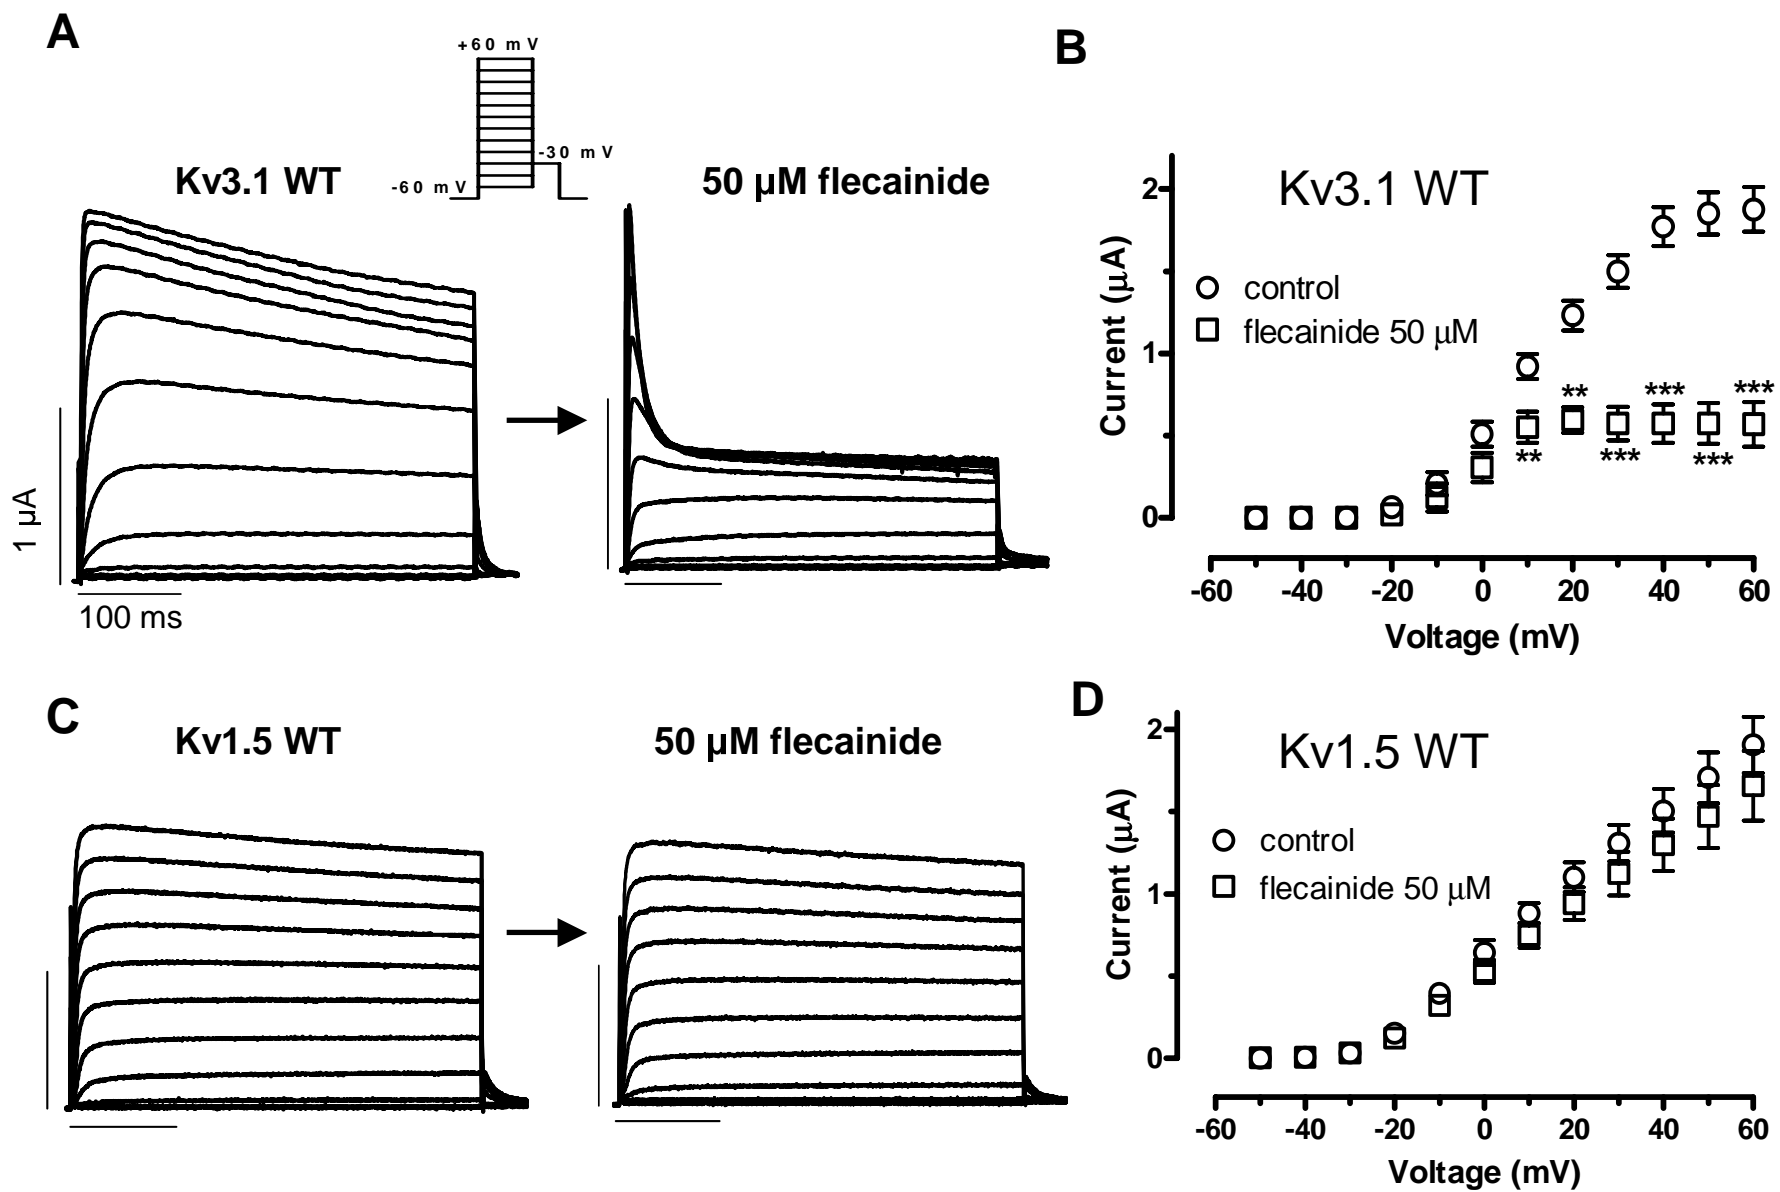 A
+60 mV
-30 mV
-60 mV
Kv3.1 WT
50 µM flecainide
1 µA
100 ms
B
Kv3.1 WT
control
flecainide 50 µM
Current (µA)
2
1
0
**
**
***
***
***
***
-60 -40 -20 0 20 40 60
Voltage (mV)
C
Kv1.5 WT
50 µM flecainide
D
Kv1.5 WT
control
flecainide 50 µM
Current (µA)
2
1
0
-60 -40 -20 0 20 40 60
Voltage (mV)